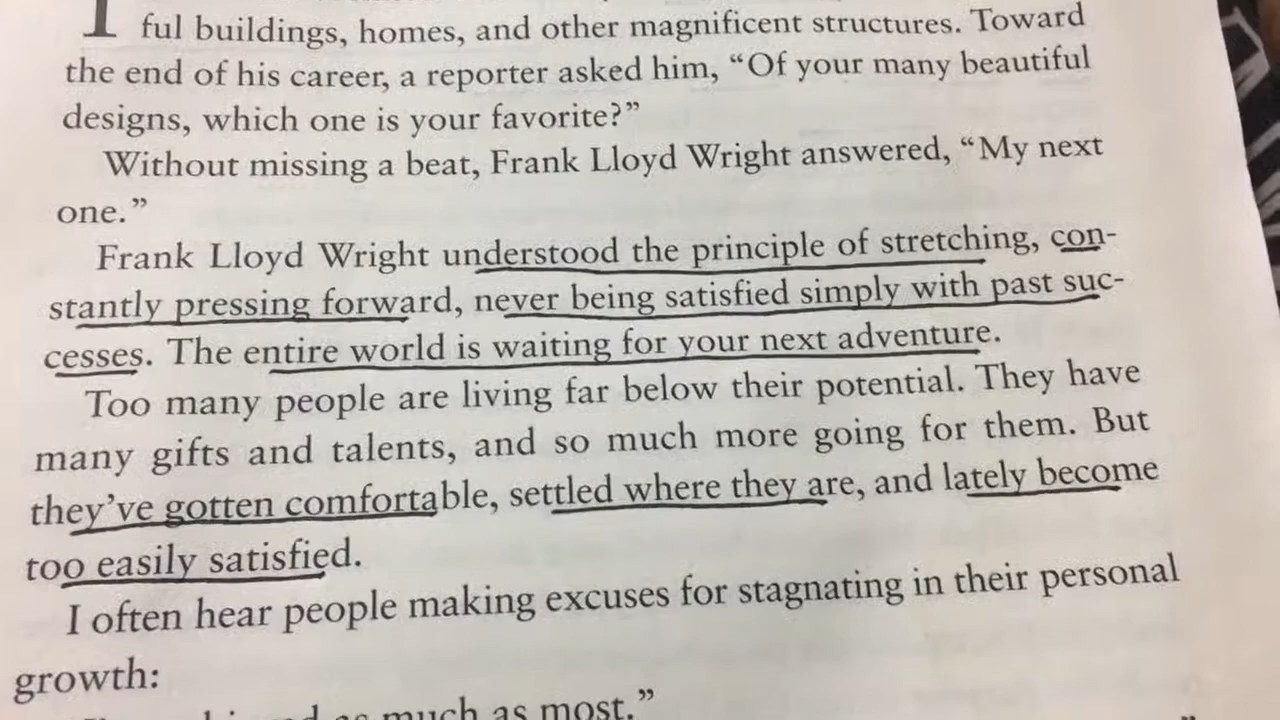 ful buildings, homes, and other magnificent structures. Toward
the end of his career, a reporter asked him, “Of your many beautiful
designs, which one is your favorite?”
Without missing a beat, Frank Lloyd Wright answered, “My next
one.”
Frank Lloyd Wright understood the principle of stretching, con-
stantly pressing forward, never being satisfied simply with past suc-
cesses. The entire world is waiting for your next adventure.
Too many people are living far below their potential. They have
many gifts and talents, and so much more going for them. But
they’ve gotten comfortable, settled where they are, and lately become
too easily satisfied.
I often hear people making excuses for stagnating in their personal
growth:
as much as most.”